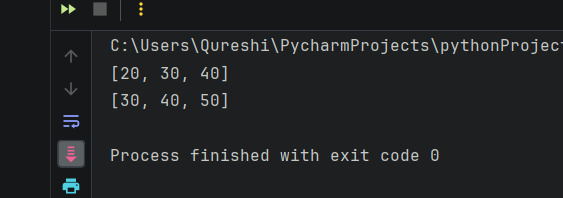 C:\Users\Qureshi\PycharmProjects\pythonProject
[20, 30, 40]
[30, 40, 50]
Process finished with exit code 0